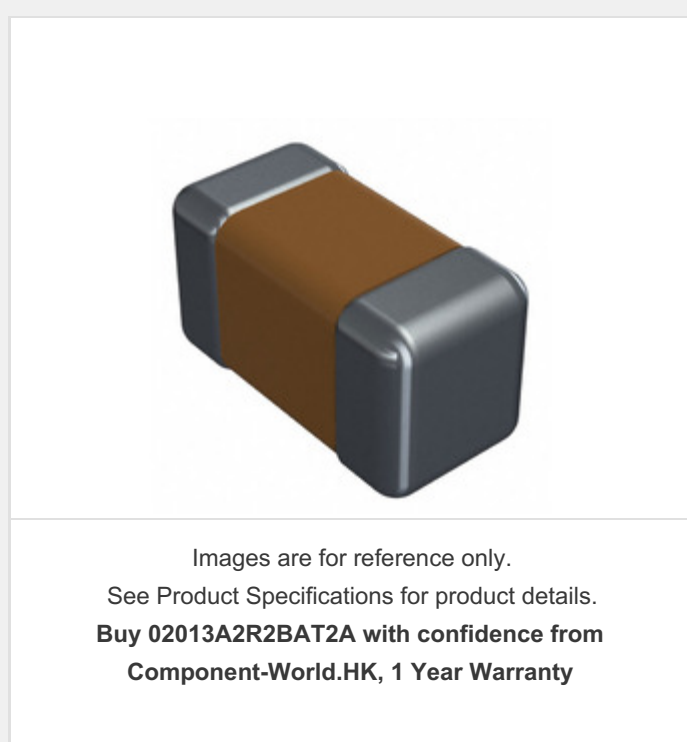 Images are for reference only.
See Product Specifications for product details.
Buy 02013A2R2BAT2A with confidence from
Component-World.HK, 1 Year Warranty